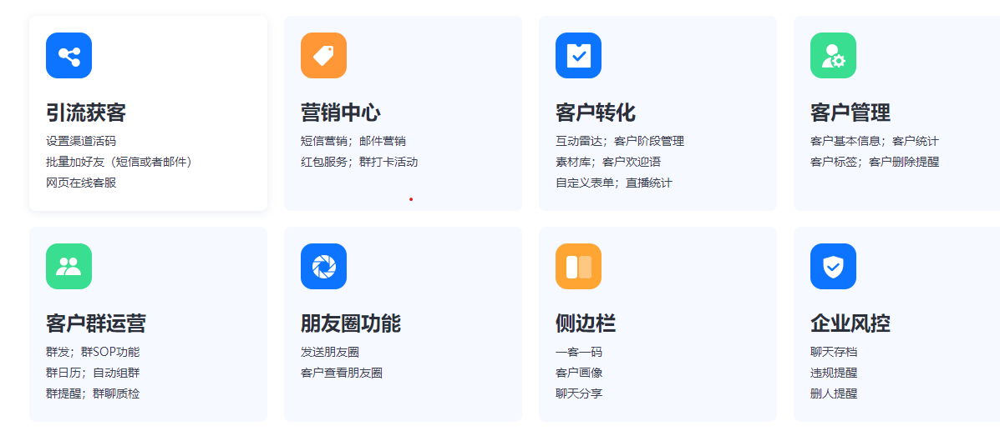 引流获客
设置渠道活码
批量加好友（短信或者邮件）
网页在线客服
营销中心
短信营销；邮件营销
红包服务；群打卡活动
客户转化
互动雷达；客户阶段管理
素材库；客户欢迎语
自定义表单；直播统计
客户管理
客户基本信息；客户统计
客户标签；客户删除提醒
客户群运营
群发；群SOP功能
群日历；自动组群
群提醒；群聊质检
朋友圈功能
发送朋友圈
客户查看朋友圈
侧边栏
一客一码
客户画像
聊天分享
企业风控
聊天存档
违规提醒
删人提醒